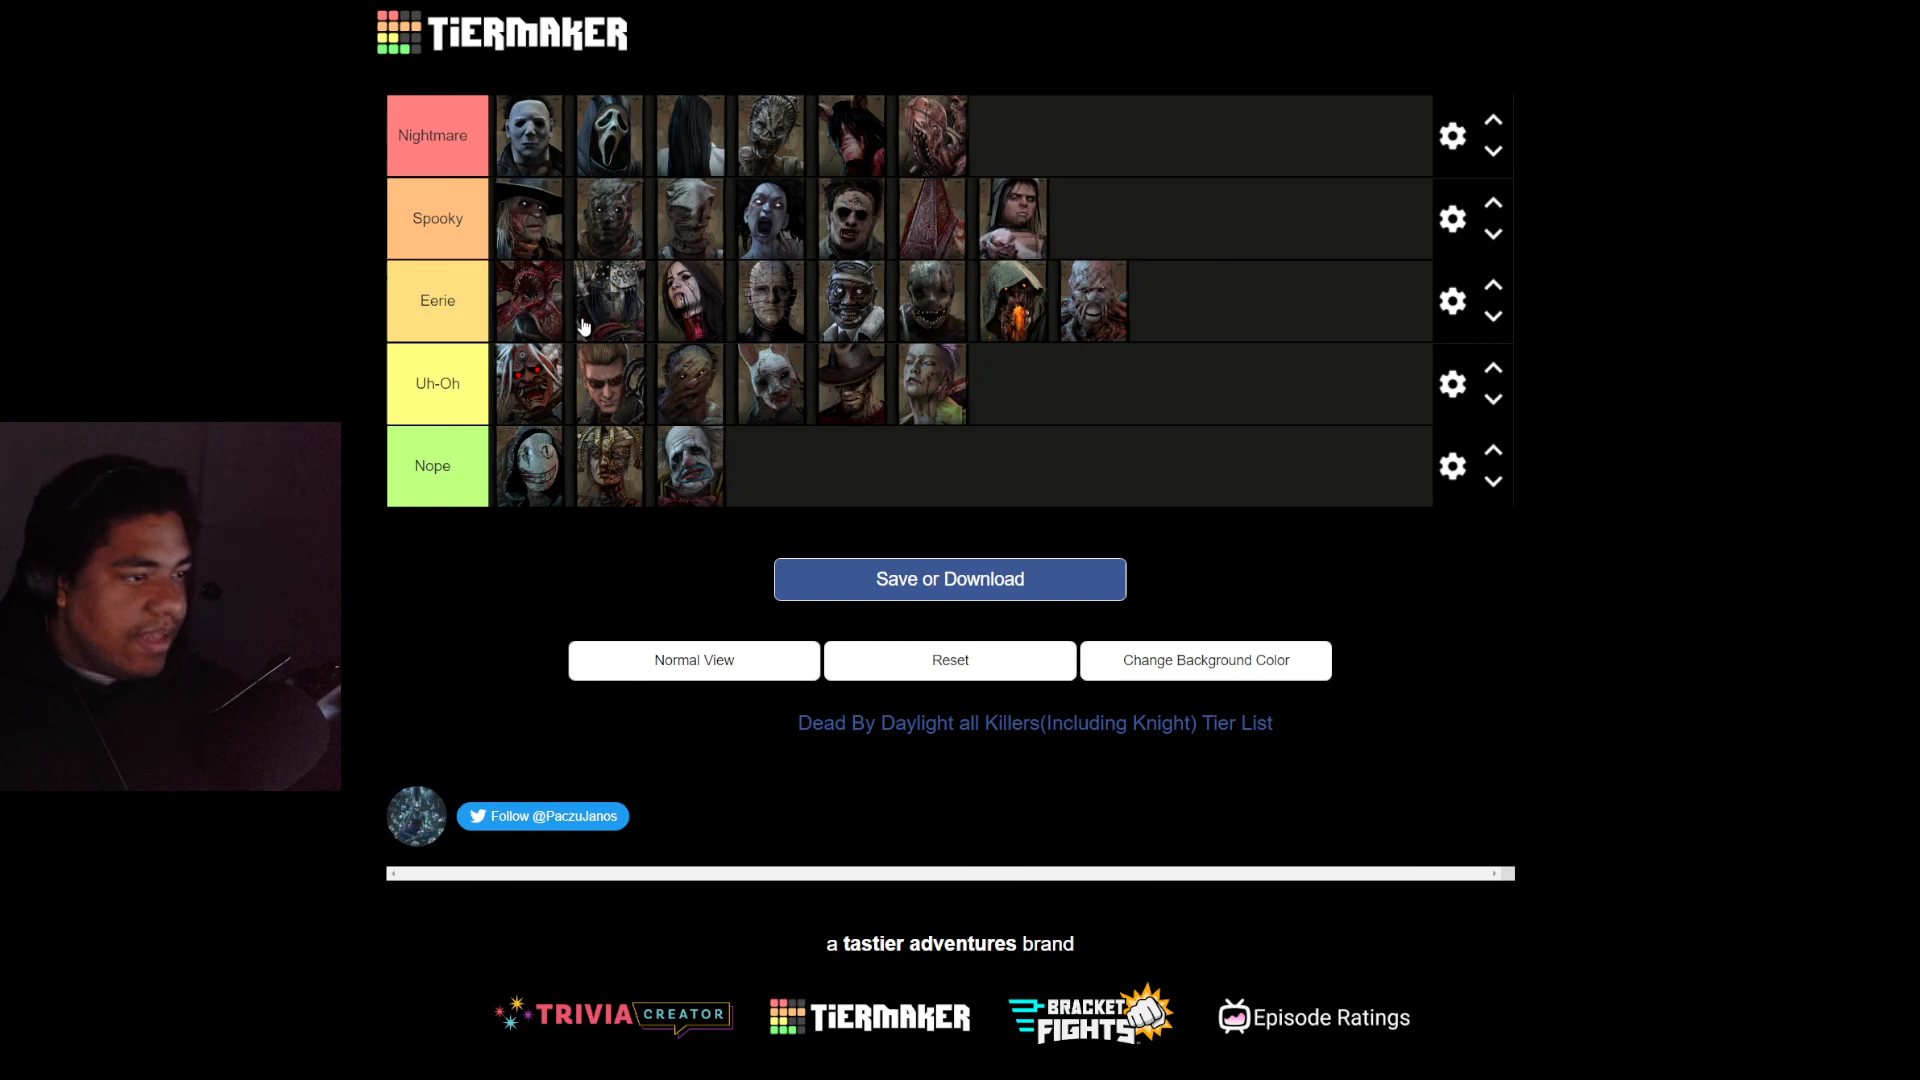 TiERMAKER
Nightmare
Spooky
Eerie
Uh-Oh
Nope
Save or Download
Normal View
Reset
Change Background Color
Dead By Daylight all Killers(Including Knight) Tier List
Follow @PaczuJanos
a tastier adventures brand
TRIVIA CREATOR
TiERMAKER
BRACKET FIGHTS
Episode Ratings